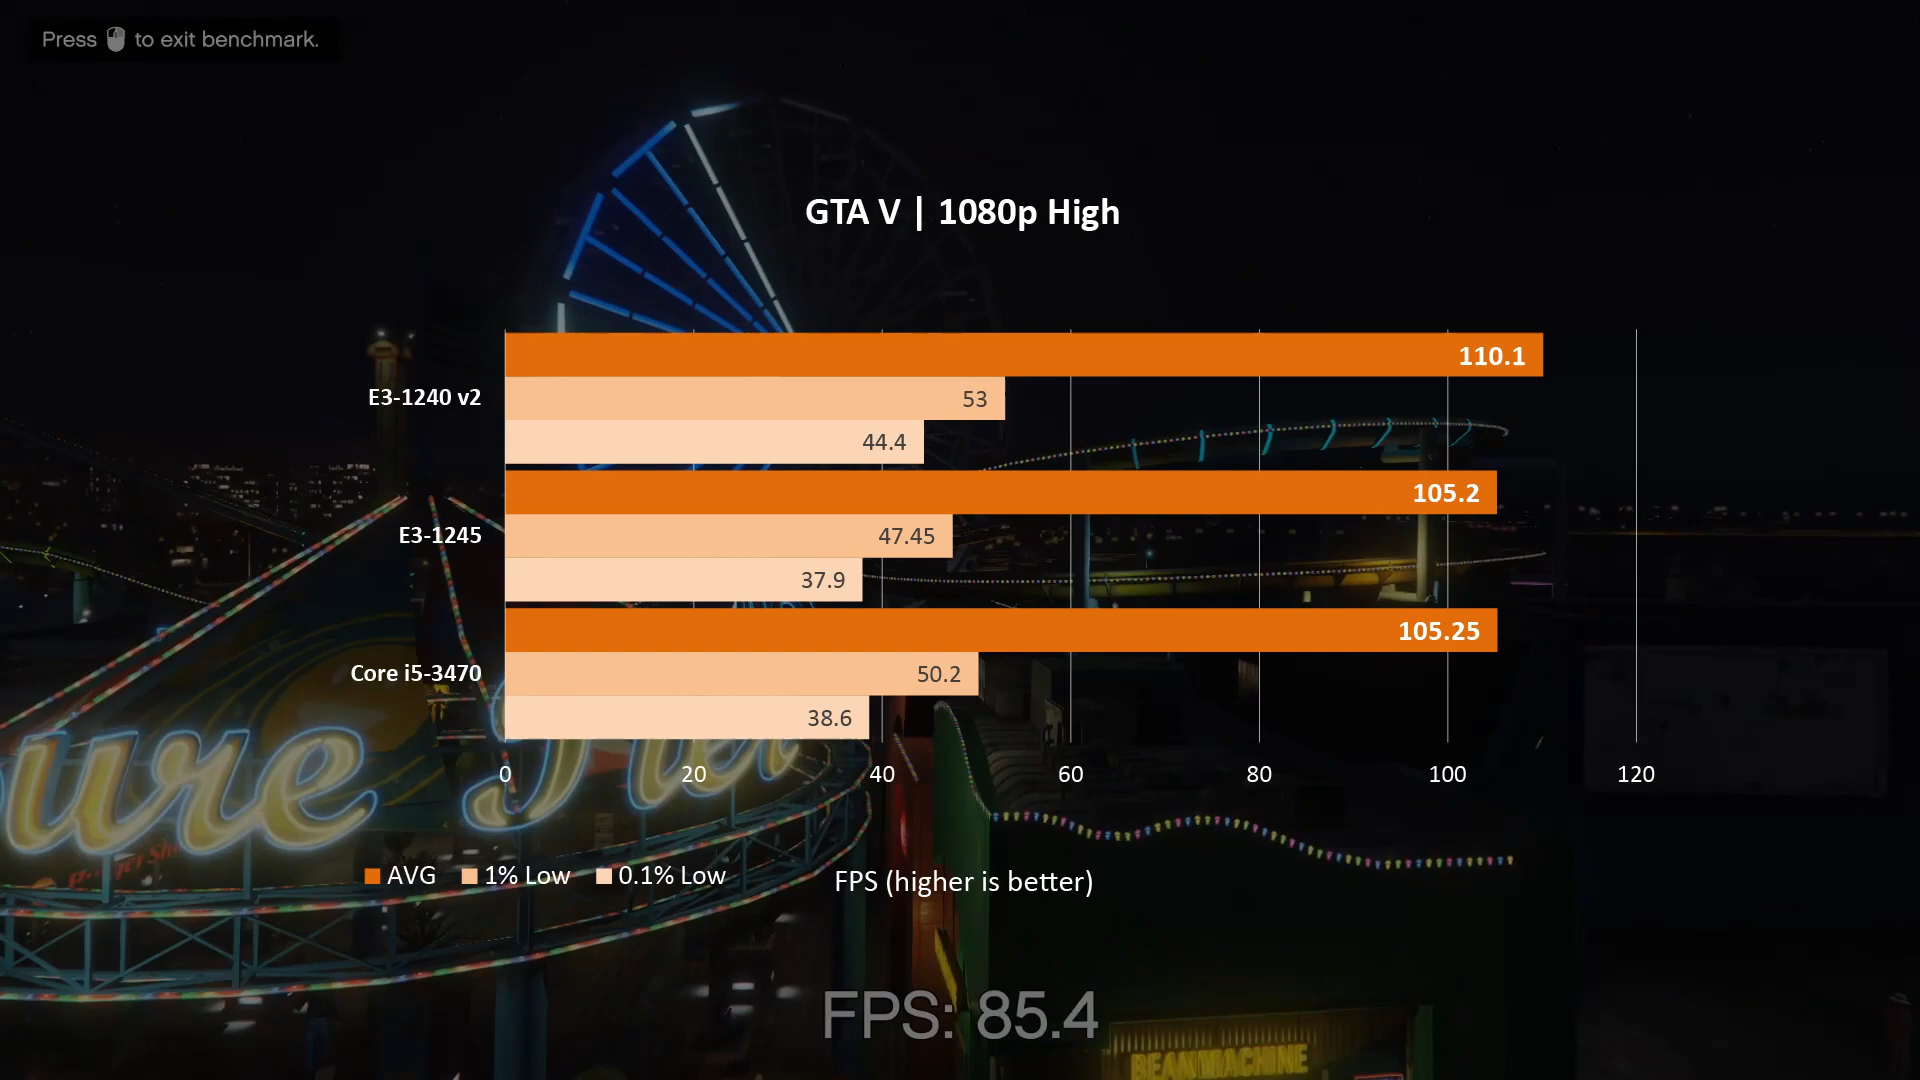 Press to exit benchmark.
GTA V | 1080p High
110.1
E3-1240 v2
53
44.4
105.2
E3-1245
47.45
37.9
105.25
Core i5-3470
50.2
38.6
0 20 40 60 80 100 120
AVG 1% Low 0.1% Low
FPS (higher is better)
FPS: 85.4
BEAN MACHINE